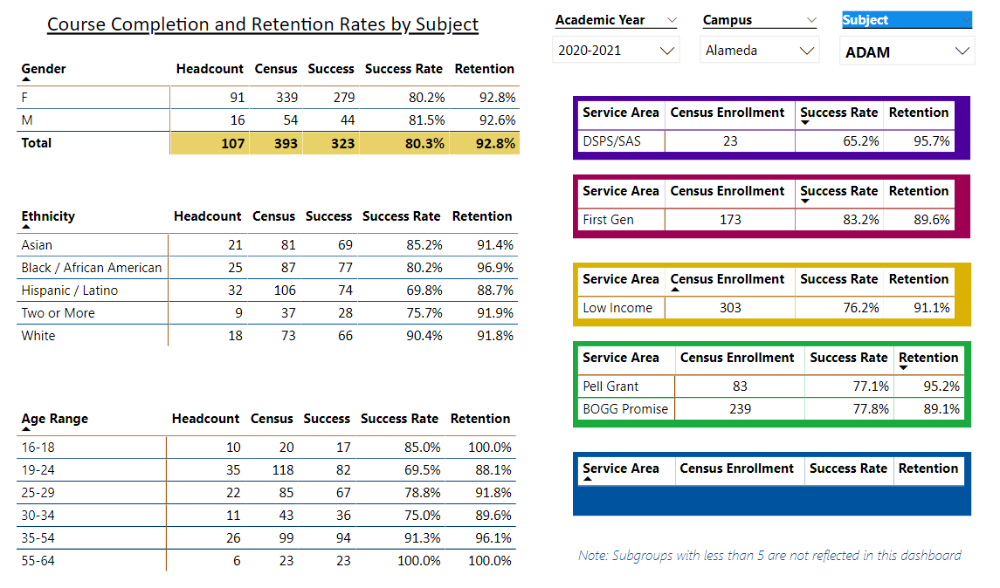 Course Completion and Retention Rates by Subject
Academic Year
Campus
Subject
2020-2021
Alameda
ADAM
Gender Headcount Census Success Success Rate Retention
F 91 339 279 80.2% 92.8%
M 16 54 44 81.5% 92.6%
Total 107 393 323 80.3% 92.8%
Ethnicity Headcount Census Success Success Rate Retention
Asian 21 81 69 85.2% 91.4%
Black / African American 25 87 77 80.2% 96.9%
Hispanic / Latino 32 106 74 69.8% 88.7%
Two or More 9 37 28 75.7% 91.9%
White 18 73 66 90.4% 91.8%
Age Range Headcount Census Success Success Rate Retention
16-18 10 20 17 85.0% 100.0%
19-24 35 118 82 69.5% 88.1%
25-29 22 85 67 78.8% 91.8%
30-34 11 43 36 75.0% 89.6%
35-54 26 99 94 91.3% 96.1%
55-64 6 23 23 100.0% 100.0%
Service Area Census Enrollment Success Rate Retention
DSPS/SAS 23 65.2% 95.7%
Service Area Census Enrollment Success Rate Retention
First Gen 173 83.2% 89.6%
Service Area Census Enrollment Success Rate Retention
Low Income 303 76.2% 91.1%
Service Area Census Enrollment Success Rate Retention
Pell Grant 83 77.1% 95.2%
BOGG Promise 239 77.8% 89.1%
Service Area Census Enrollment Success Rate Retention
Note: Subgroups with less than 5 are not reflected in this dashboard